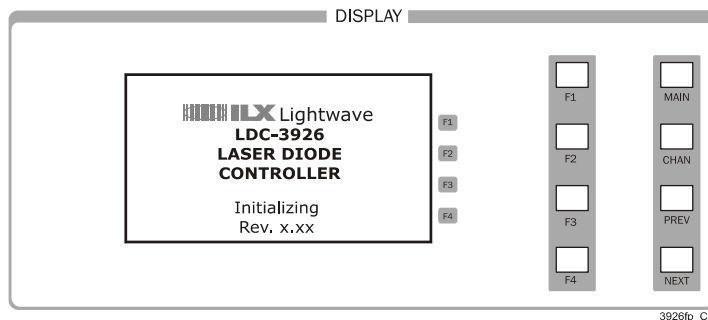 DISPLAY
ILX Lightwave
LDC-3926
LASER DIODE
CONTROLLER
Initializing
Rev. x.xx
F1
F2
F3
F4
F1
F2
F3
F4
MAIN
CHAN
PREV
NEXT
3926fp_C